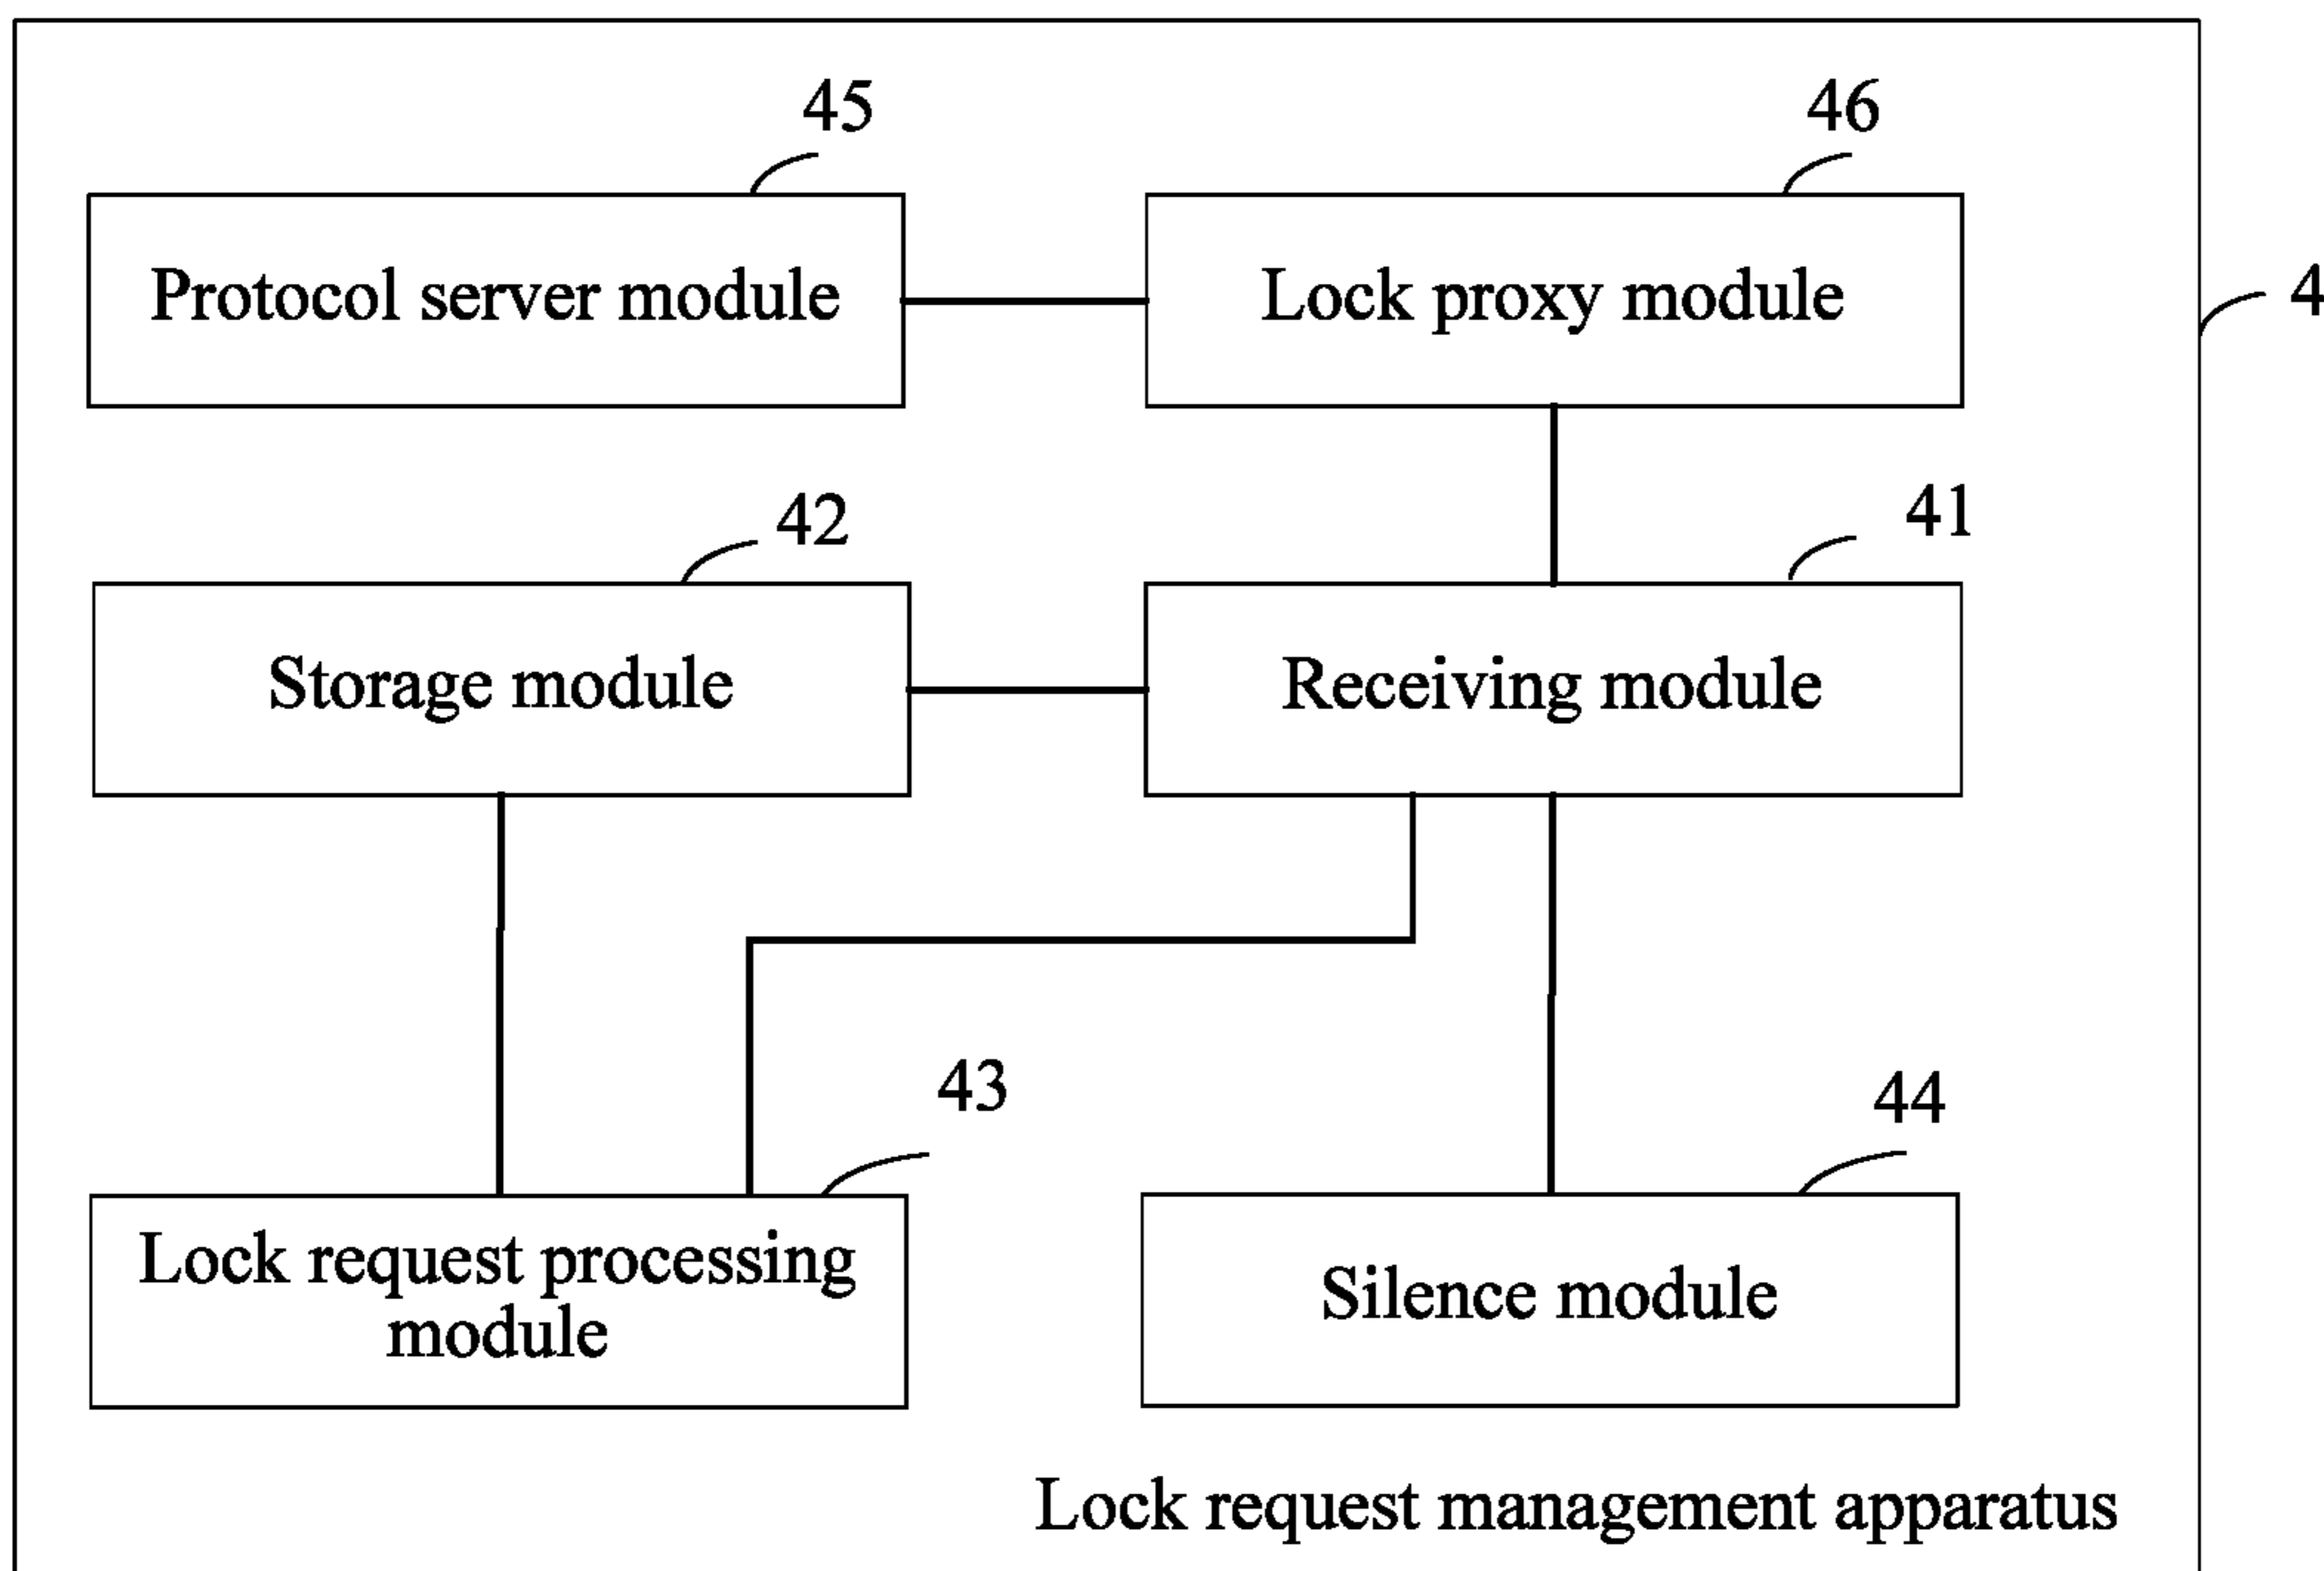 45
46
Protocol server module
Lock proxy module
4
42
41
Storage module
Receiving module
43
44
Lock request processing
module
Silence module
Lock request management apparatus